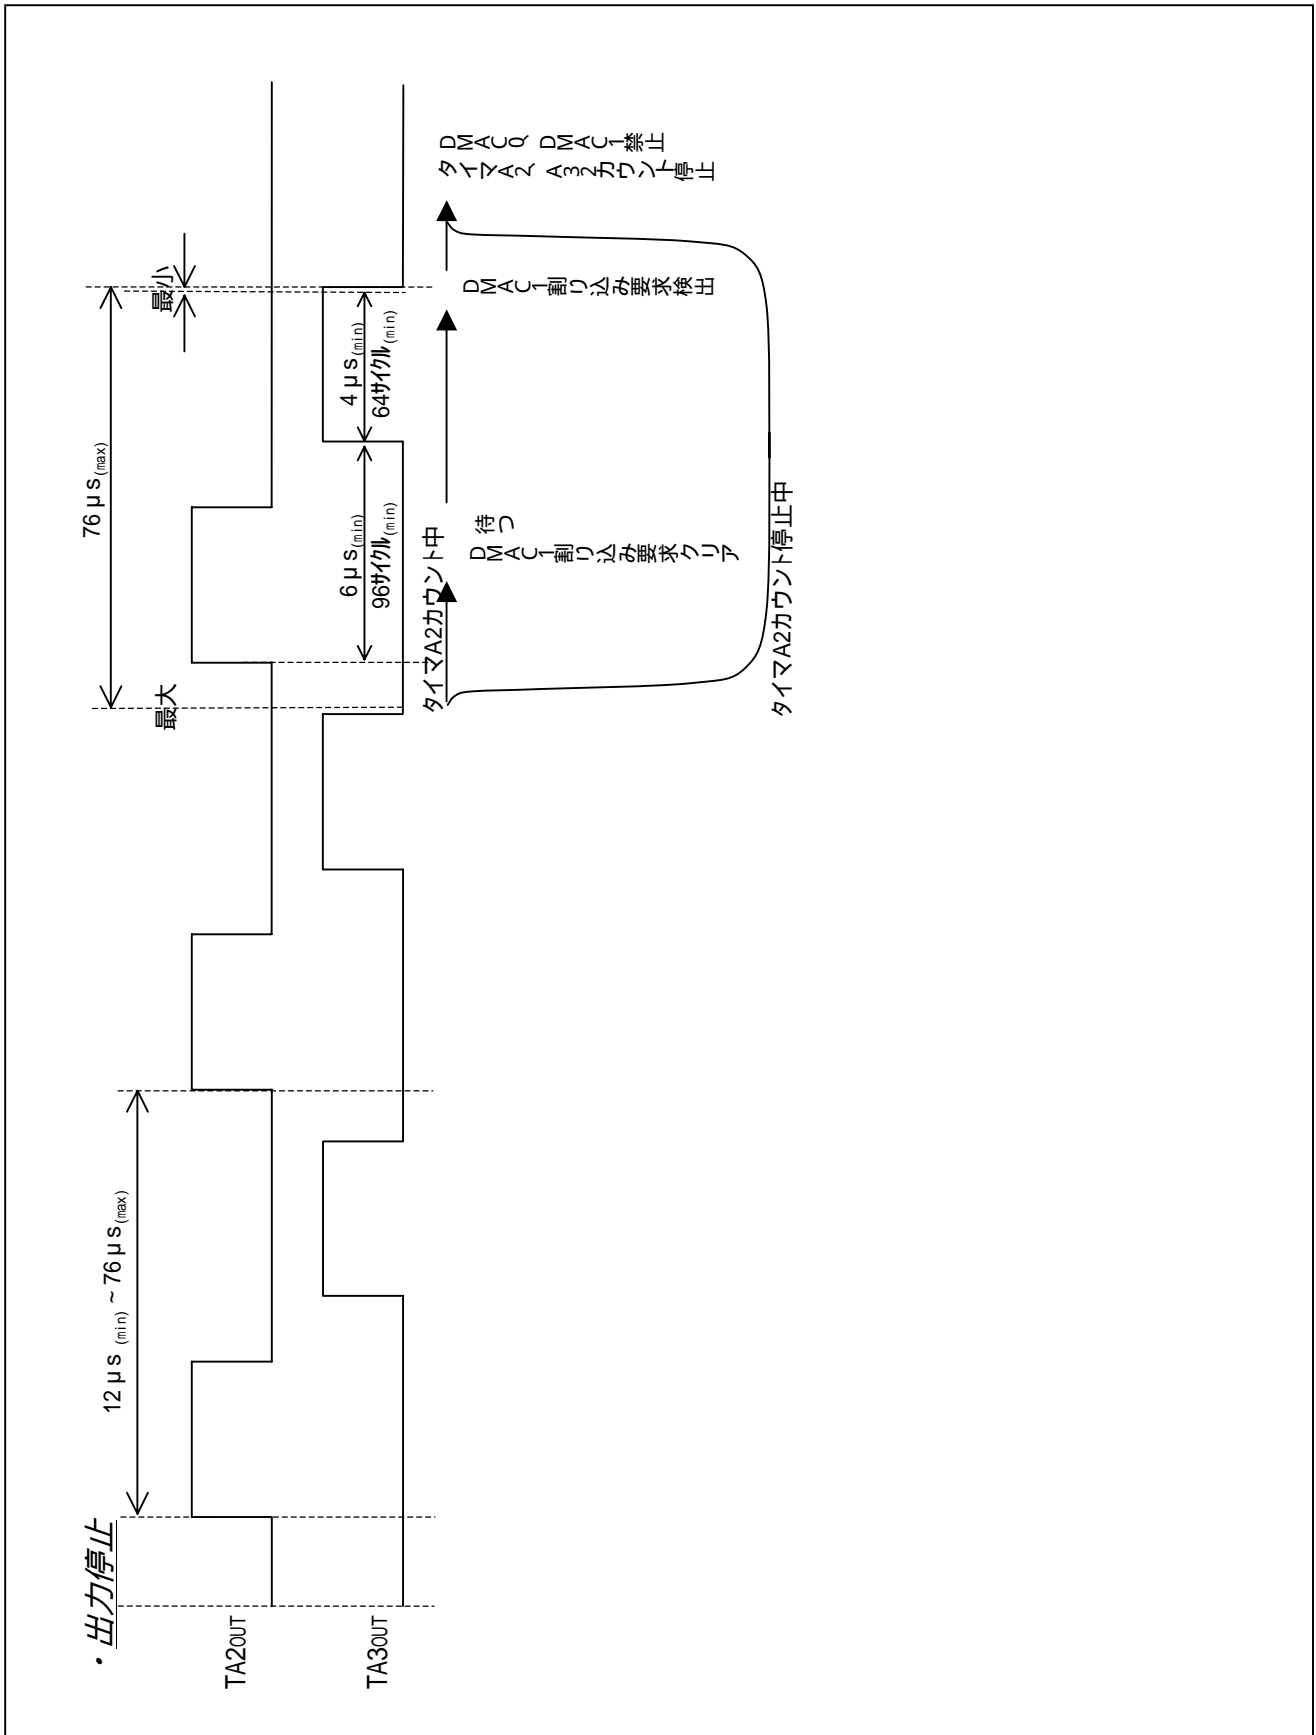 ・出力停止
12μs (min) ~ 76μs(max)
76μs(max)
最大
最小
TA2OUT
TA3OUT
6μs(min)
96ｻｲｸﾙ(min)
4μs(min)
64ｻｲｸﾙ(min)
タイマA2カウント中
DMAC1割り込み要求クリア
待つ
DMAC1割り込み要求検出
DMAC0、DMAC1禁止
タイマA2、A32カウント停止
タイマA2カウント停止中